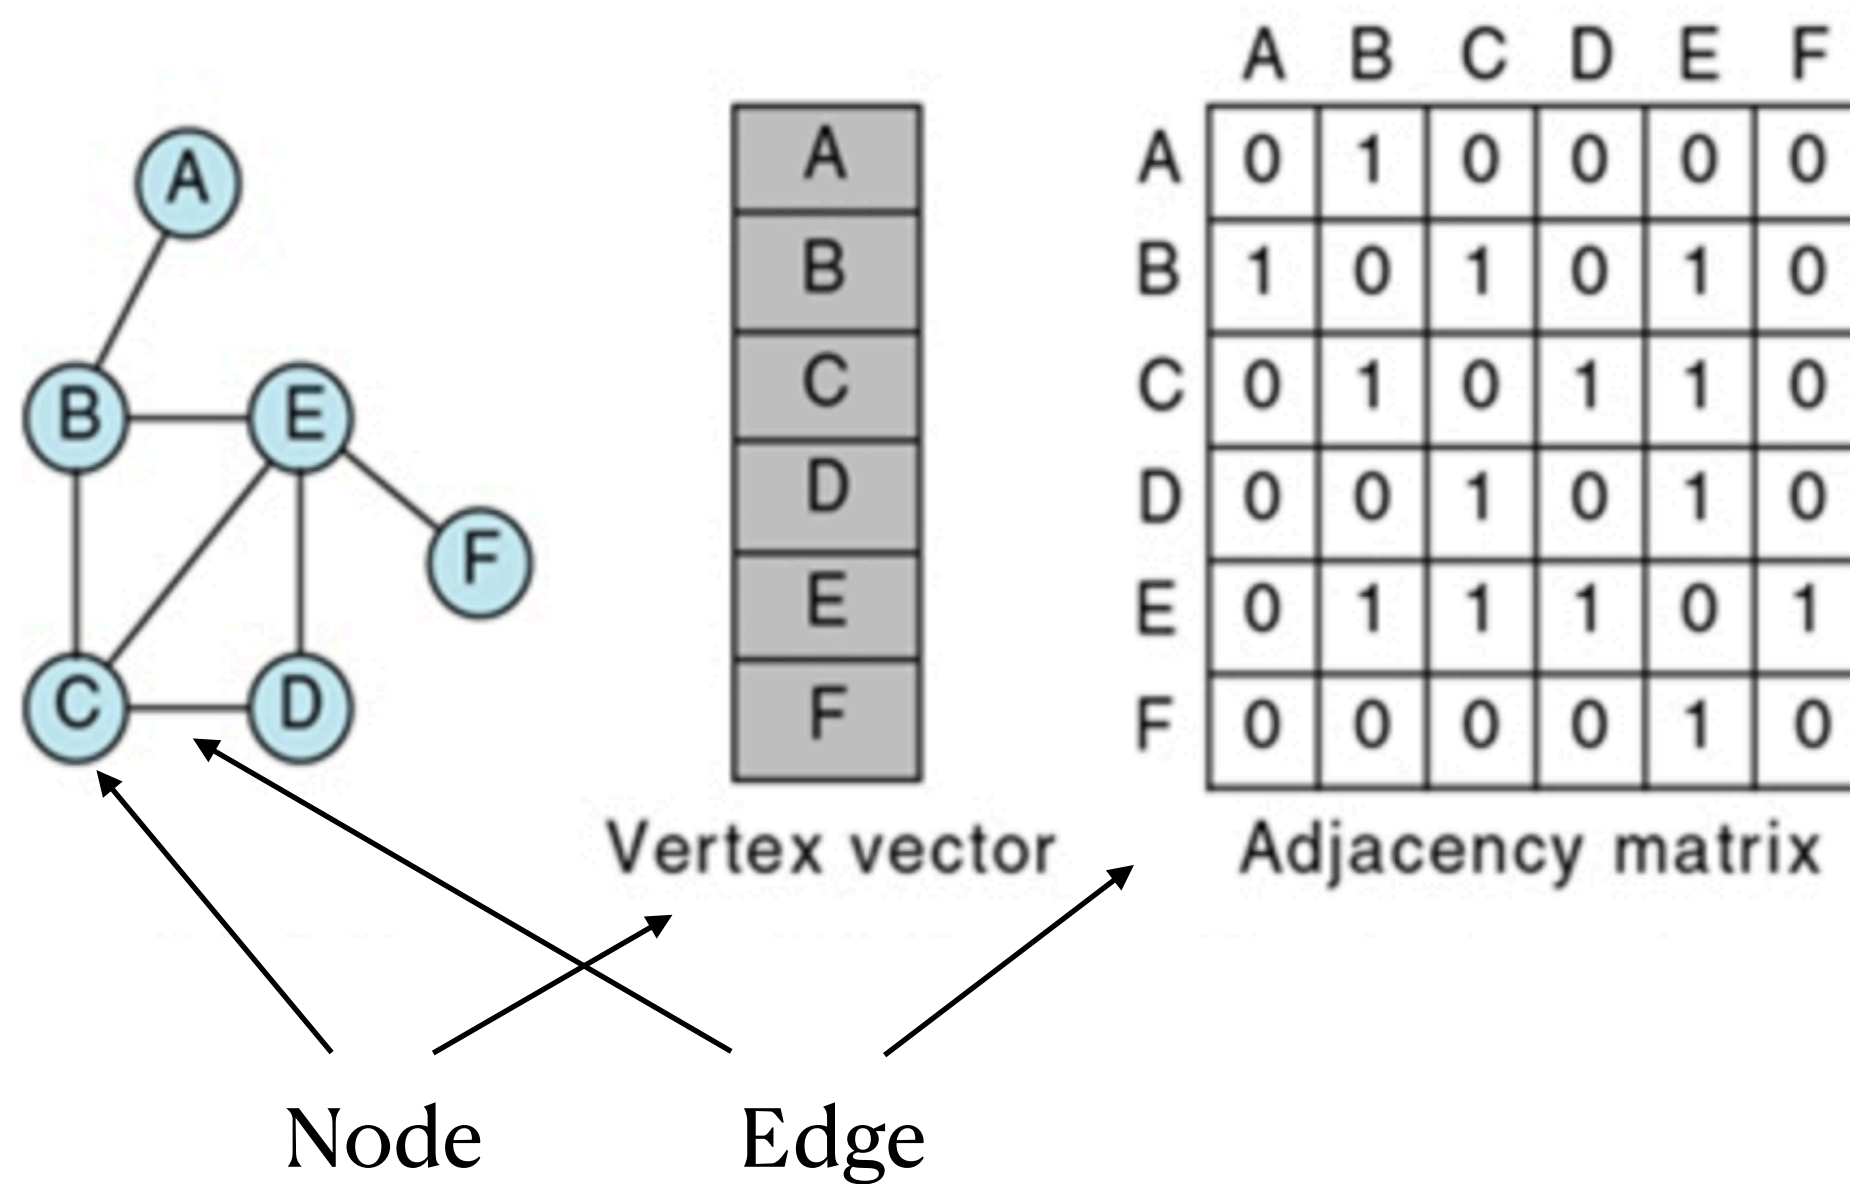 A
B E
F
C D
A
B
C
D
E
F
Vertex vector
A B C D E F
A 0 1 0 0 0 0
B 1 0 1 0 1 0
C 0 1 0 1 1 0
D 0 0 1 0 1 0
E 0 1 1 1 0 1
F 0 0 0 0 1 0
Adjacency matrix
Node Edge